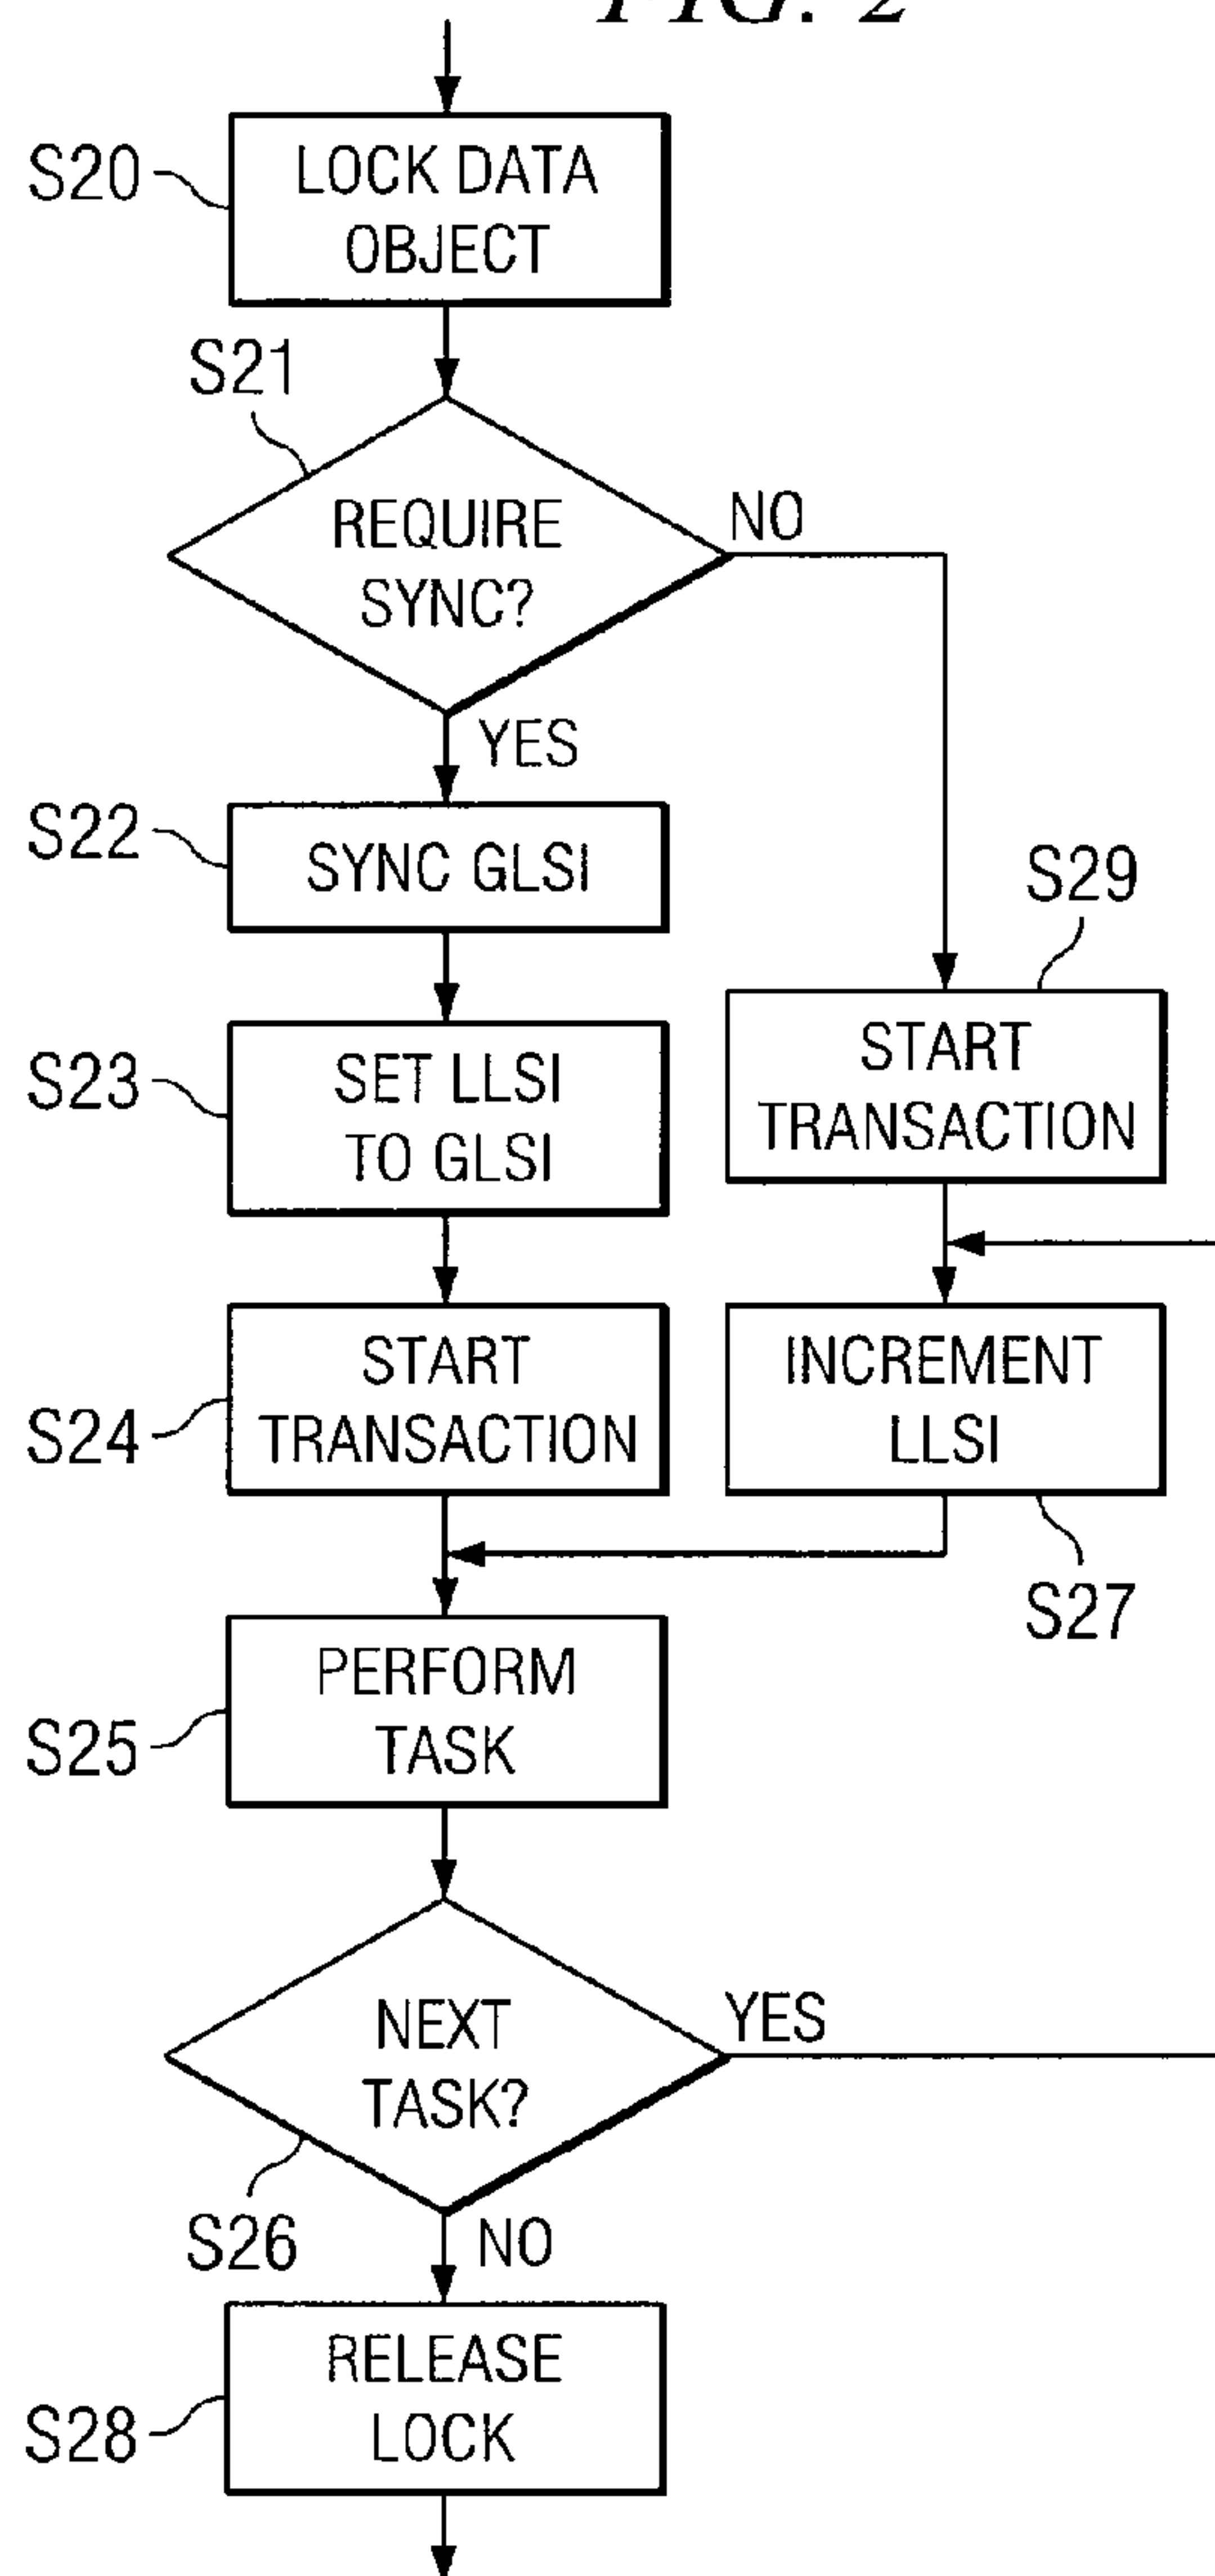 FIG. 2
S20
LOCK DATA
OBJECT
S21
REQUIRE
SYNC?
NO
YES
S22
SYNC GLSI
S29
START
TRANSACTION
S23
SET LLSI
TO GLSI
S24
START
TRANSACTION
INCREMENT
LLSI
S27
S25
PERFORM
TASK
NEXT
TASK?
YES
S26
NO
S28
RELEASE
LOCK